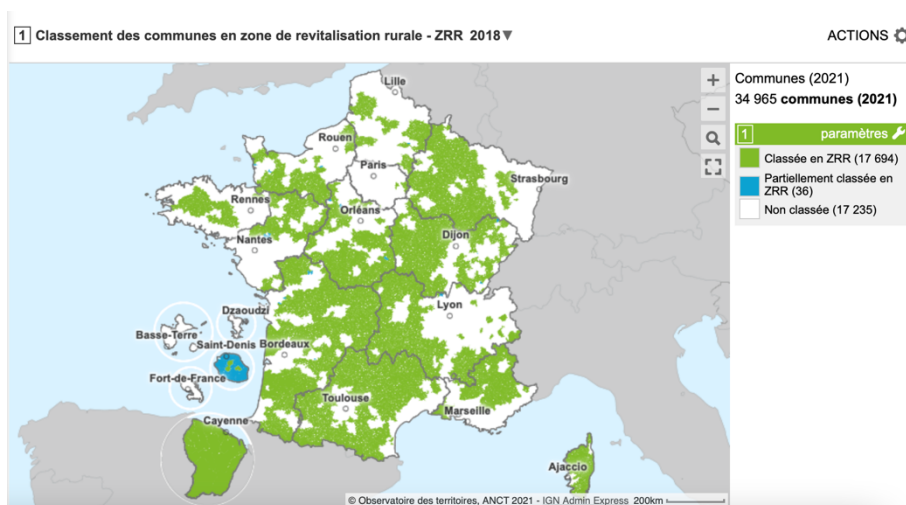 1 Classement des communes en zone de revitalisation rurale - ZRR 2018▼
ACTIONS
Communes (2021)
34 965 communes (2021)
1 paramètres
Classée en ZRR (17 694)
Partiellement classée en
ZRR (36)
Non classée (17 235)
Lille
Rouen
Paris
Strasbourg
Rennes
Orléans
Nantes
Dijon
Lyon
Dzaoudzi
Basse-Terre
Saint-Denis
Bordeaux
Fort-de-France
Toulouse
Marseille
Cayenne
Ajaccio
© Observatoire des territoires, ANCT 2021 - IGN Admin Express 200km